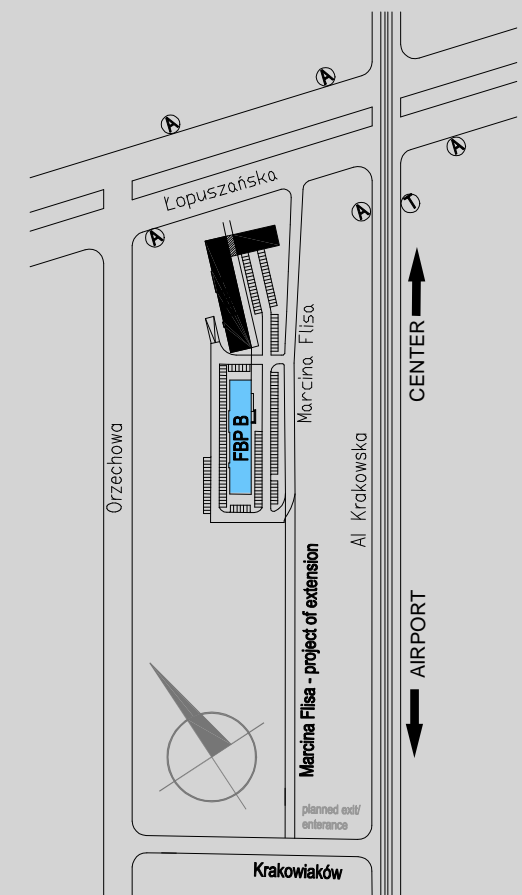 A
A
A
Łopuszańska
A
T
A
CENTER
Marcina Flisa
FBP B
Orzechowa
Al Krakowska
AIRPORT
Marcina Flisa - project of extension
planned exit/
enterance
Krakowiaków